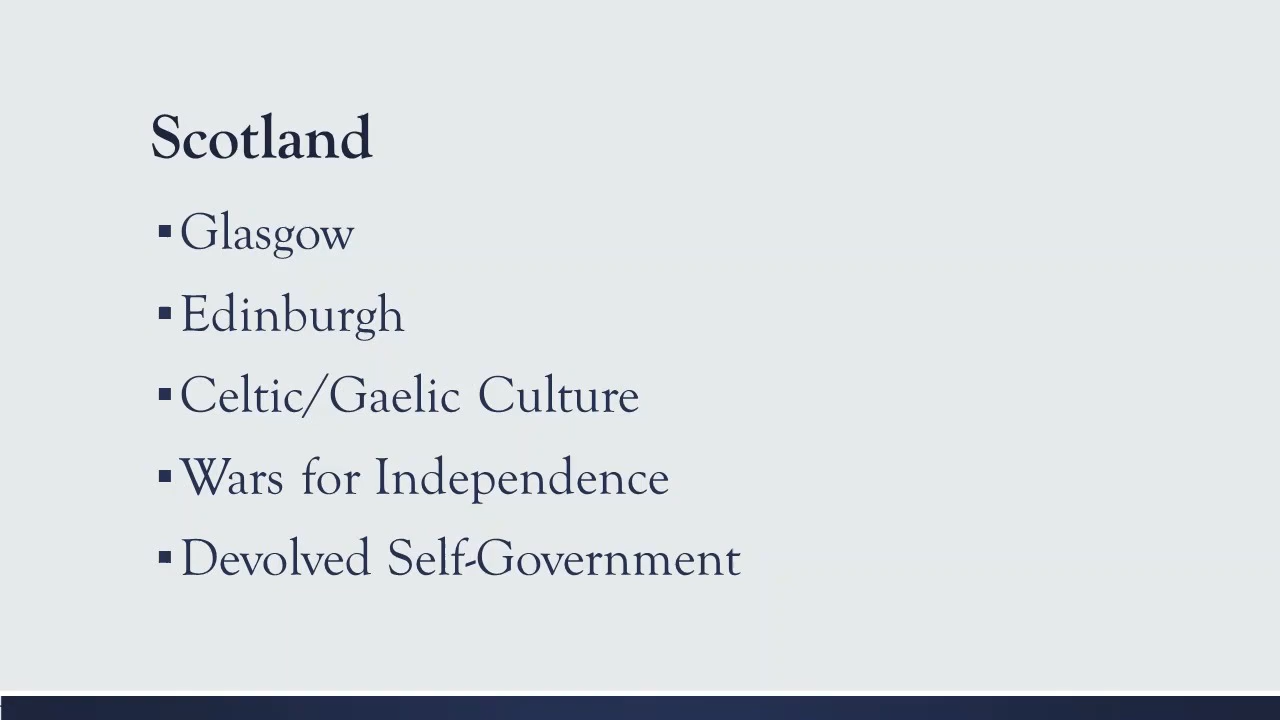 Scotland
▪Glasgow
▪Edinburgh
▪Celtic/Gaelic Culture
▪Wars for Independence
▪Devolved Self-Government